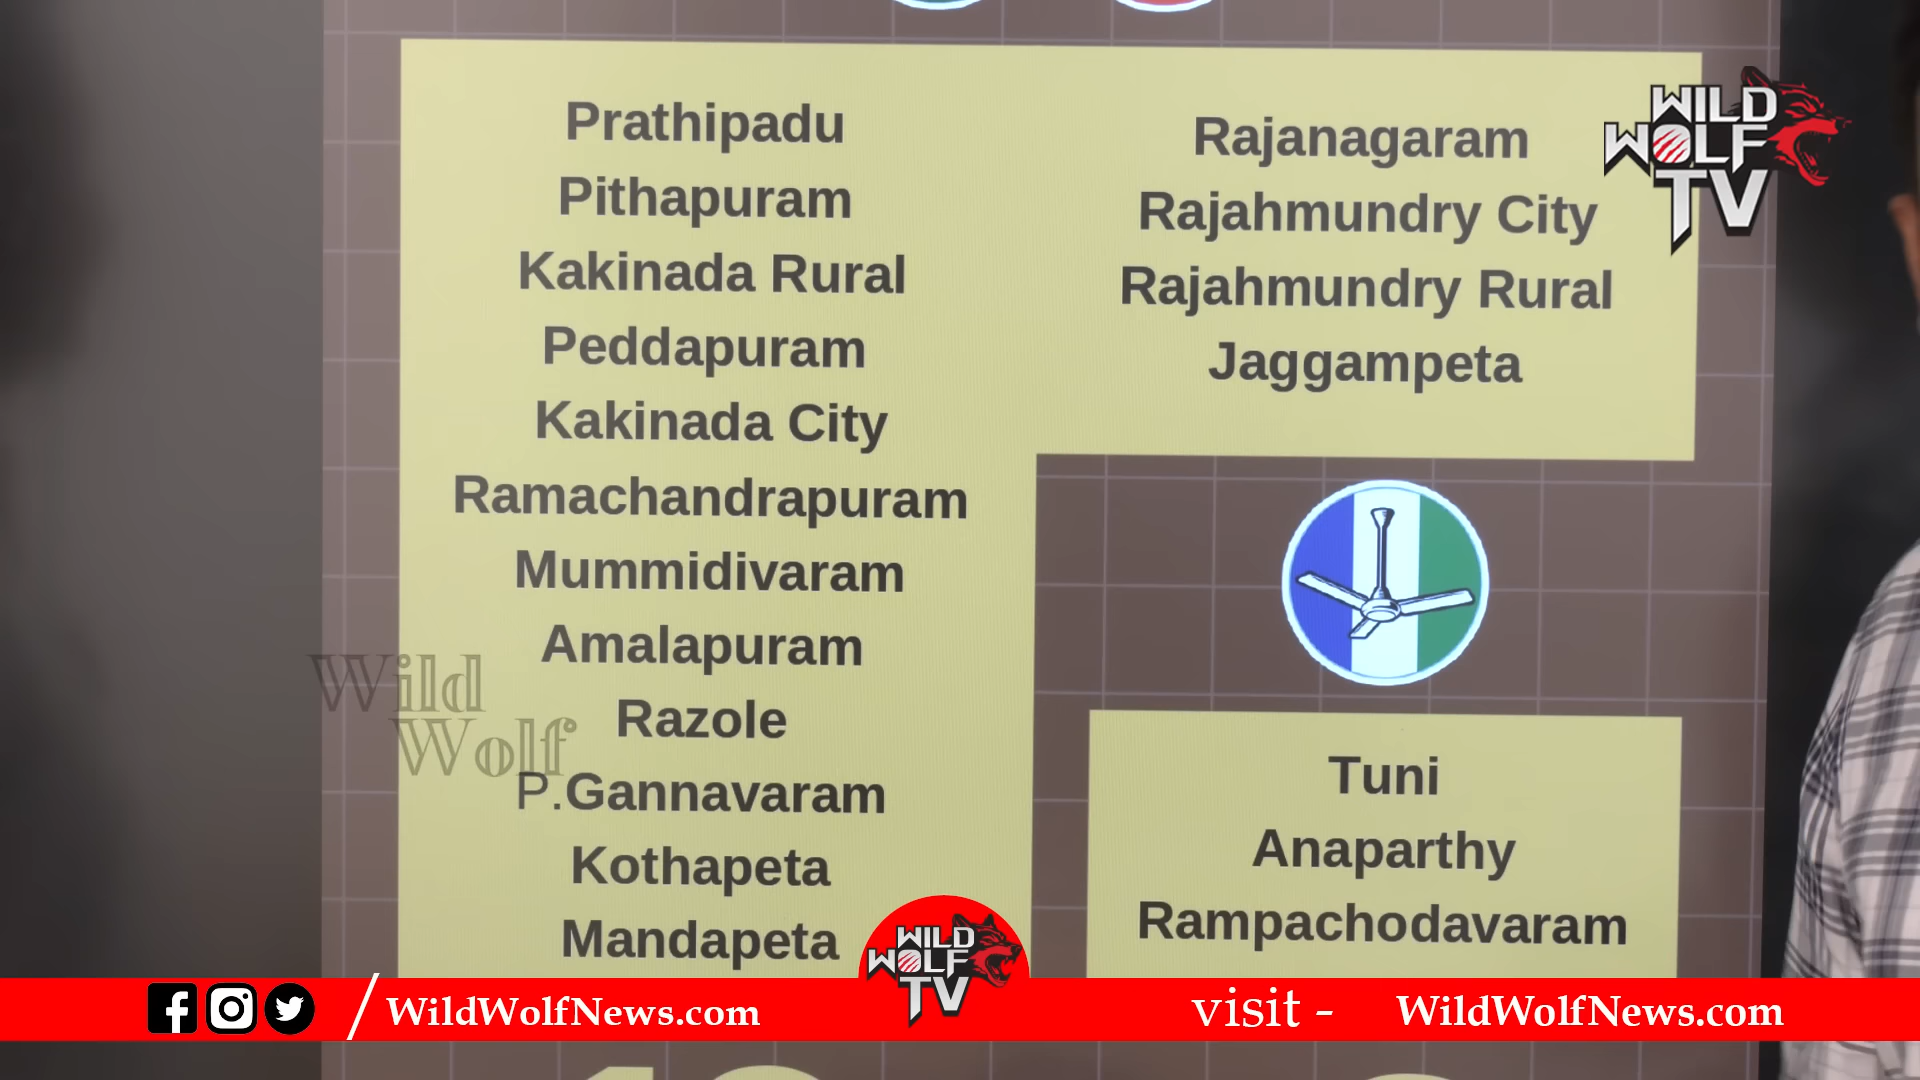 Prathipadu
Pithapuram
Kakinada Rural
Peddapuram
Kakinada City
Ramachandrapuram
Mummidivaram
Amalapuram
Razole
P.Gannavaram
Kothapeta
Mandapeta
Rajanagaram
Rajahmundry City
Rajahmundry Rural
Jaggampeta
Tuni
Anaparthy
Rampachodavaram
WILD
WOLF
TV
Wild
Wolf
WILD
WOLF
TV
WildWolfNews.com
visit - WildWolfNews.com